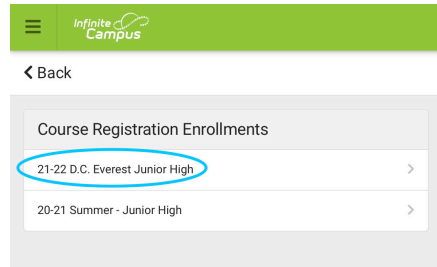 Infinite
Campus
Back
Course Registration Enrollments
21-22 D.C. Everest Junior High
20-21 Summer - Junior High